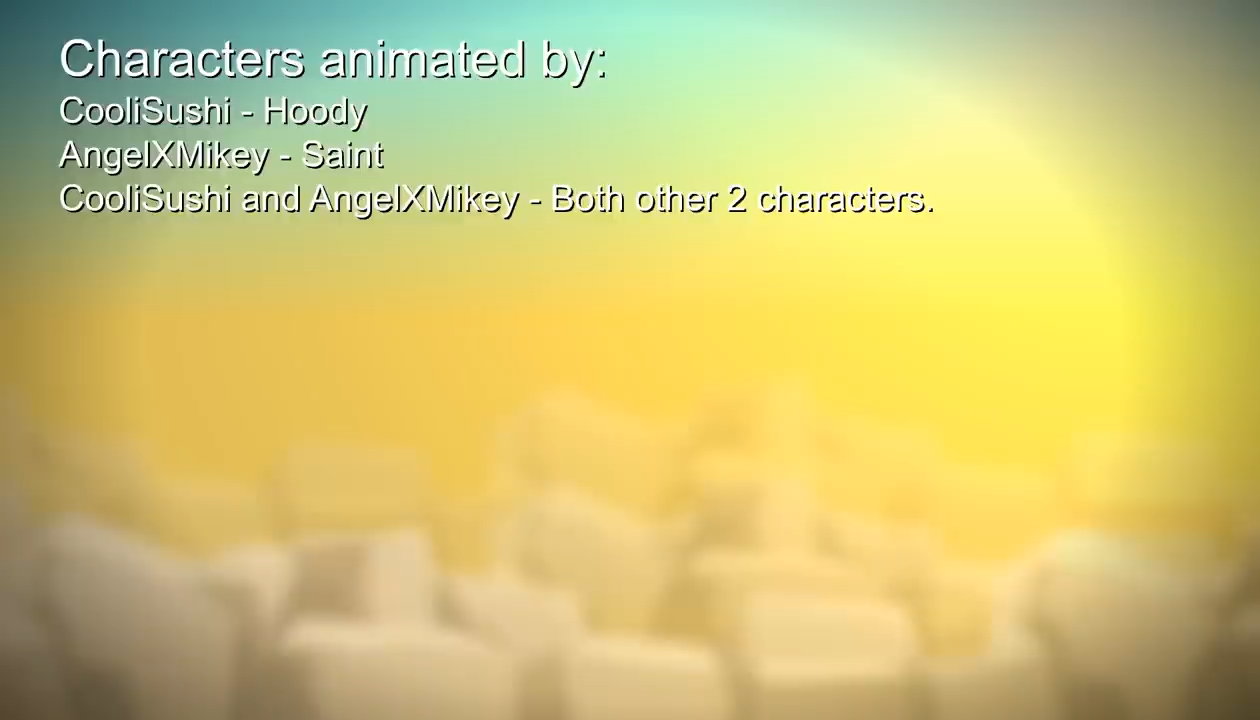 Characters animated by:
CooliSushi - Hoody
AngelXMikey - Saint
CooliSushi and AngelXMikey - Both other 2 characters.